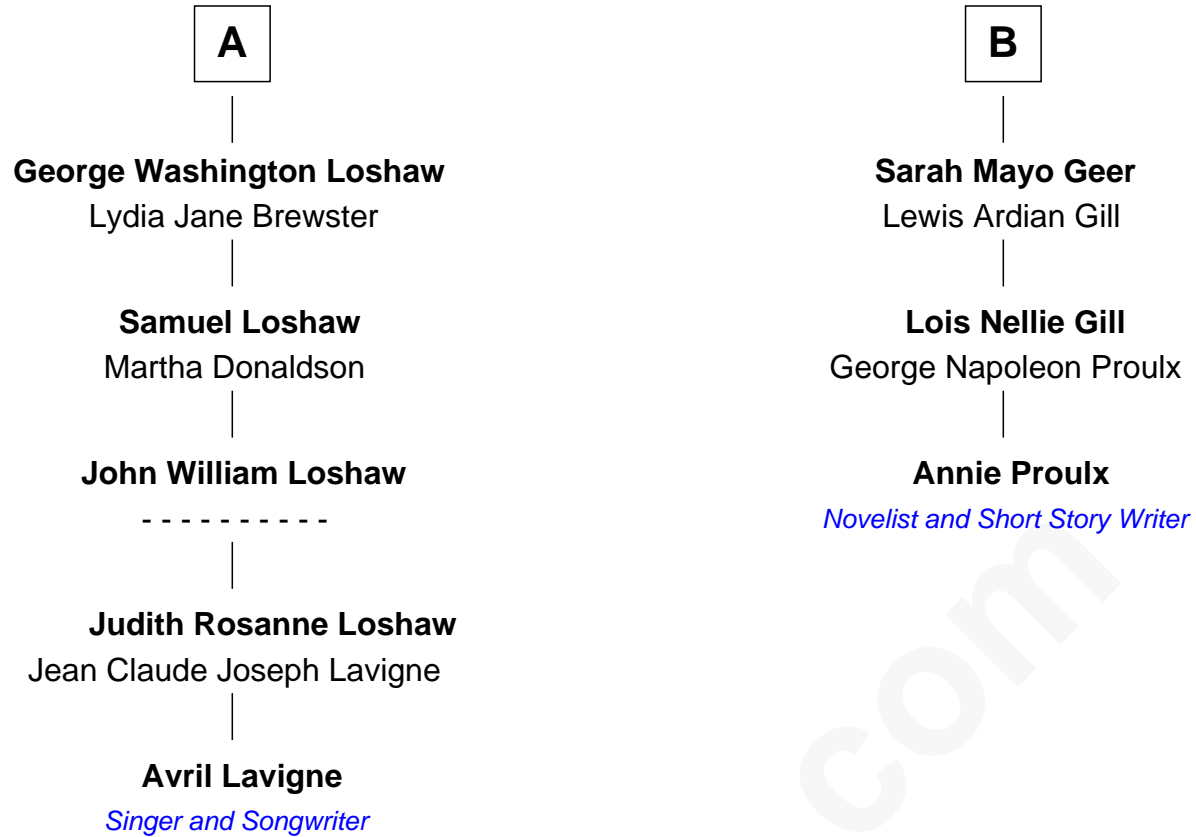 A
George Washington Loshaw
Lydia Jane Brewster
Samuel Loshaw
Martha Donaldson
John William Loshaw
- - - - - - - - - -
Judith Rosanne Loshaw
Jean Claude Joseph Lavigne
Avril Lavigne
Singer and Songwriter
B
Sarah Mayo Geer
Lewis Ardian Gill
Lois Nellie Gill
George Napoleon Proulx
Annie Proulx
Novelist and Short Story Writer
com